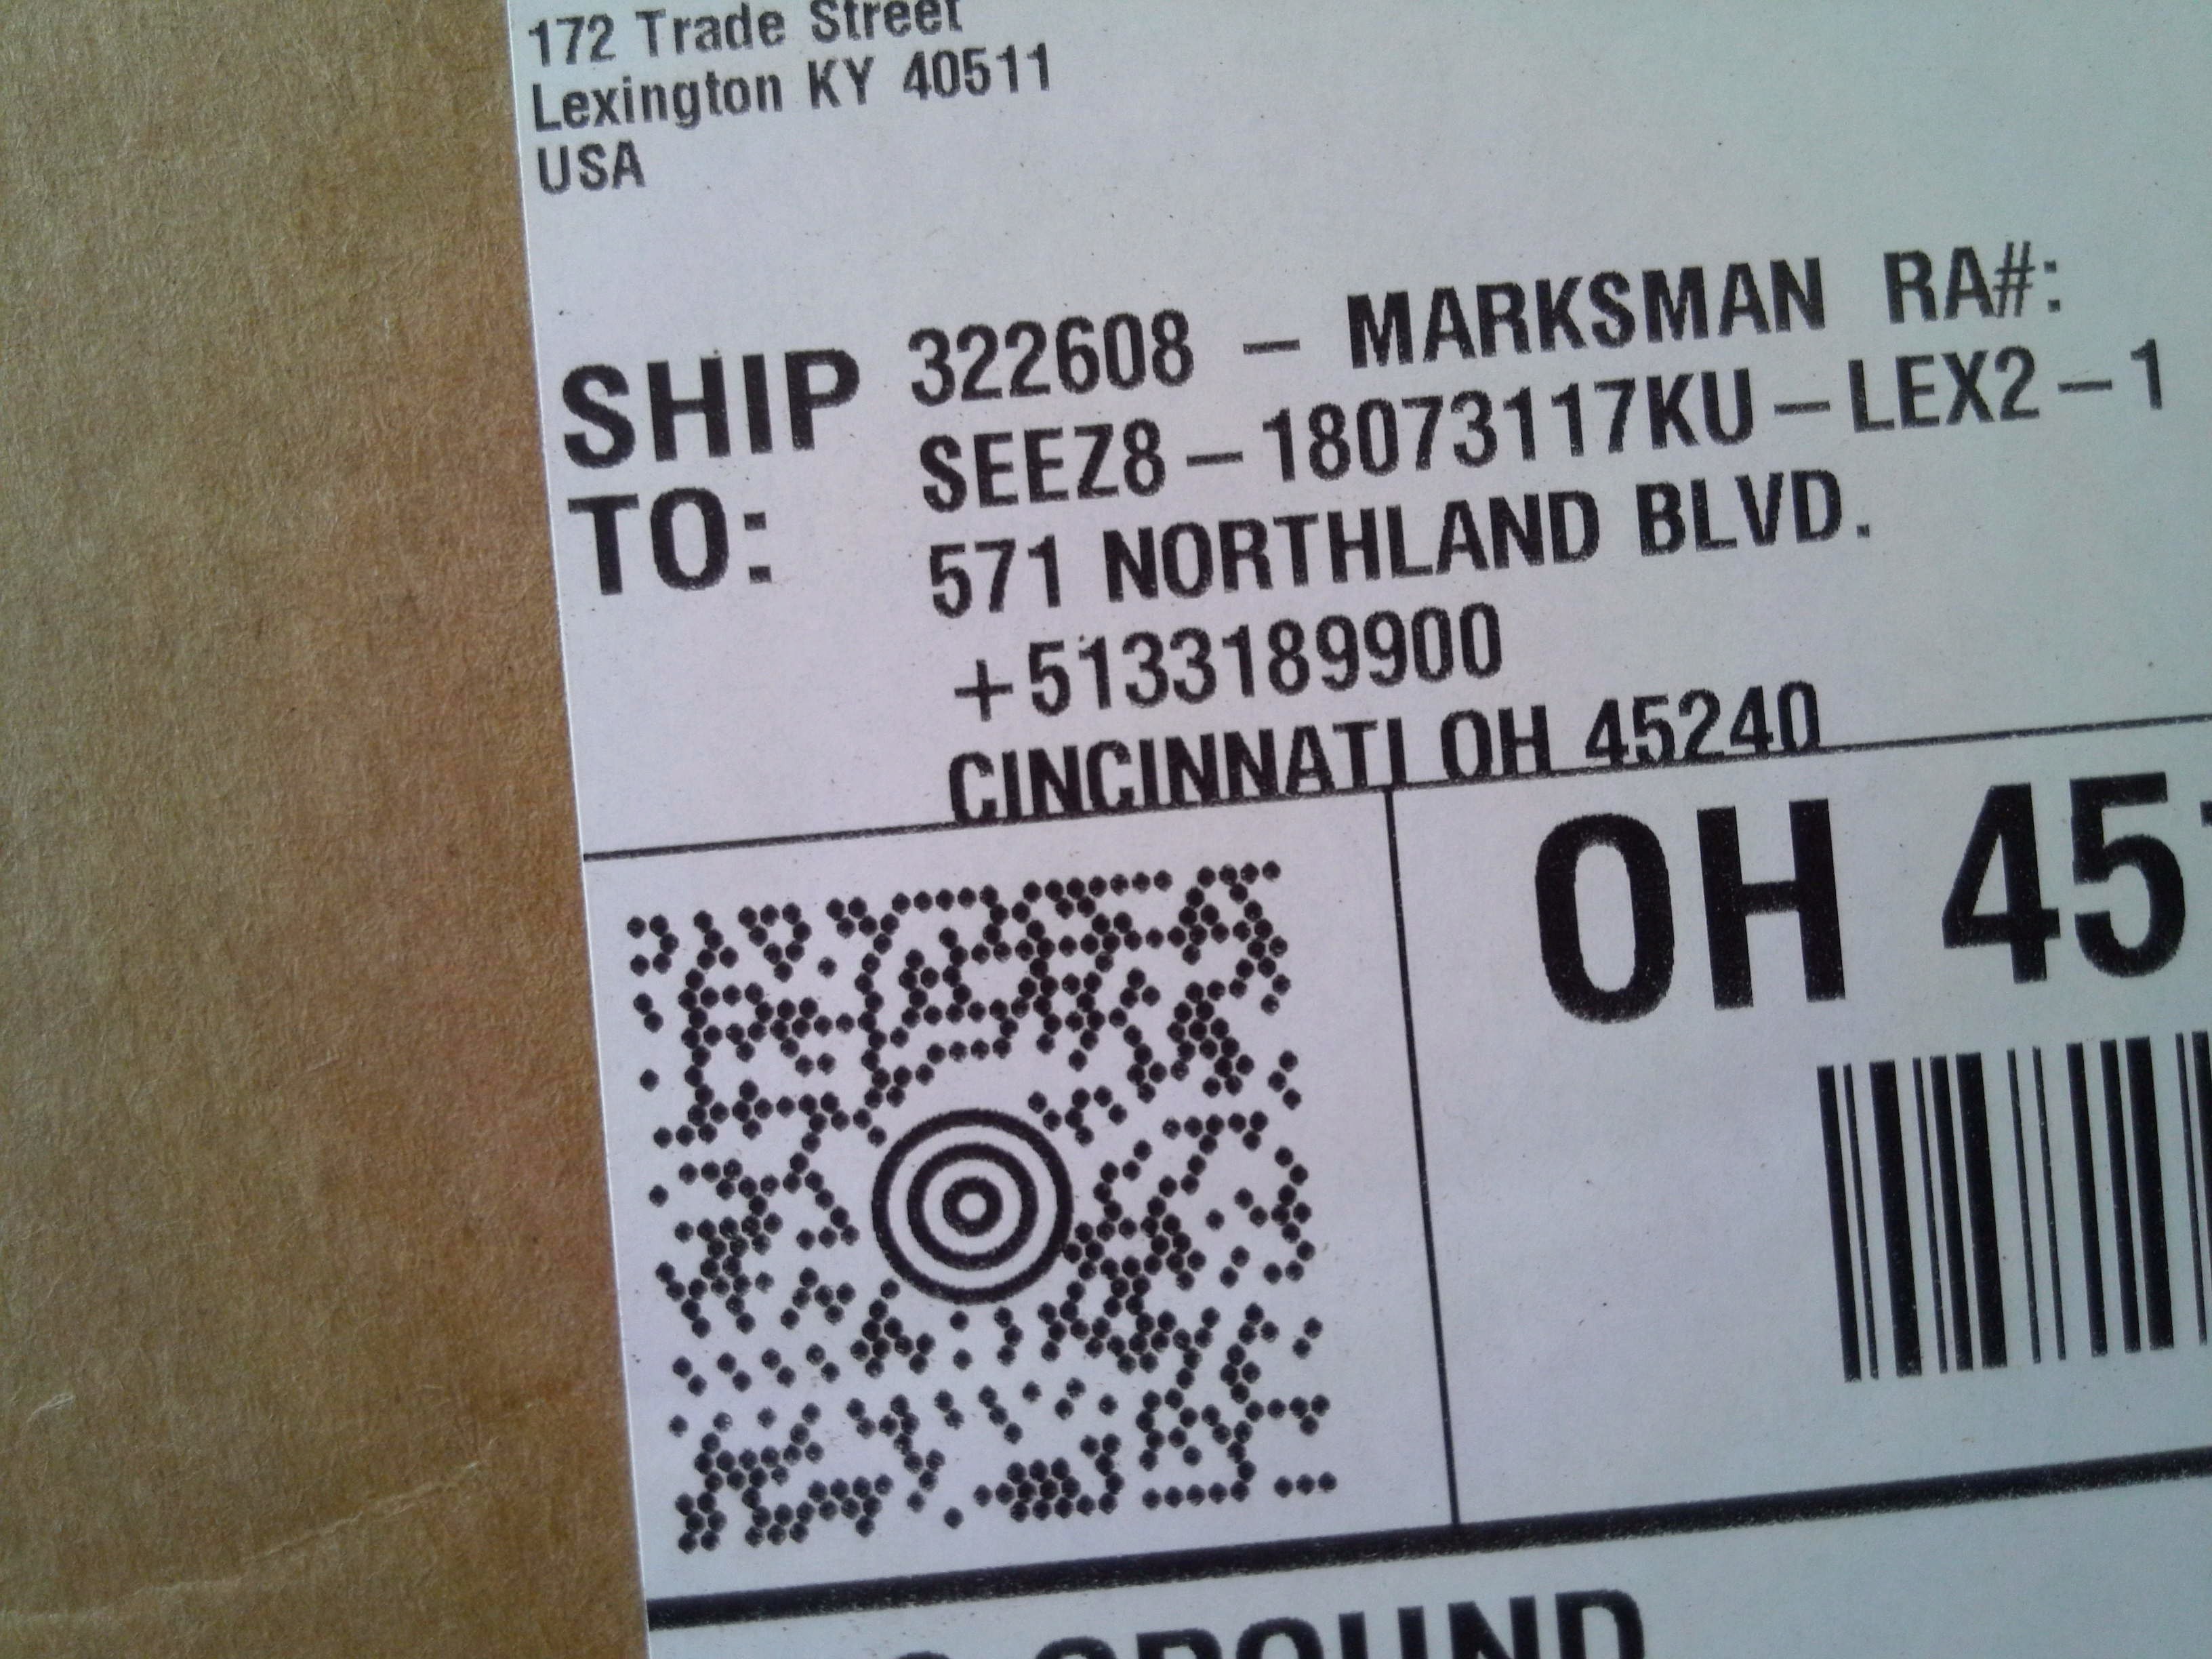 172 Trade Street
Lexington KY 40511
USA
SHIP TO:
322608 – MARKSMAN RA#:
SEEZ8–18073117KU–LEX2–1
571 NORTHLAND BLVD.
+5133189900
CINCINNATI OH 45240
OH 45
GROUND